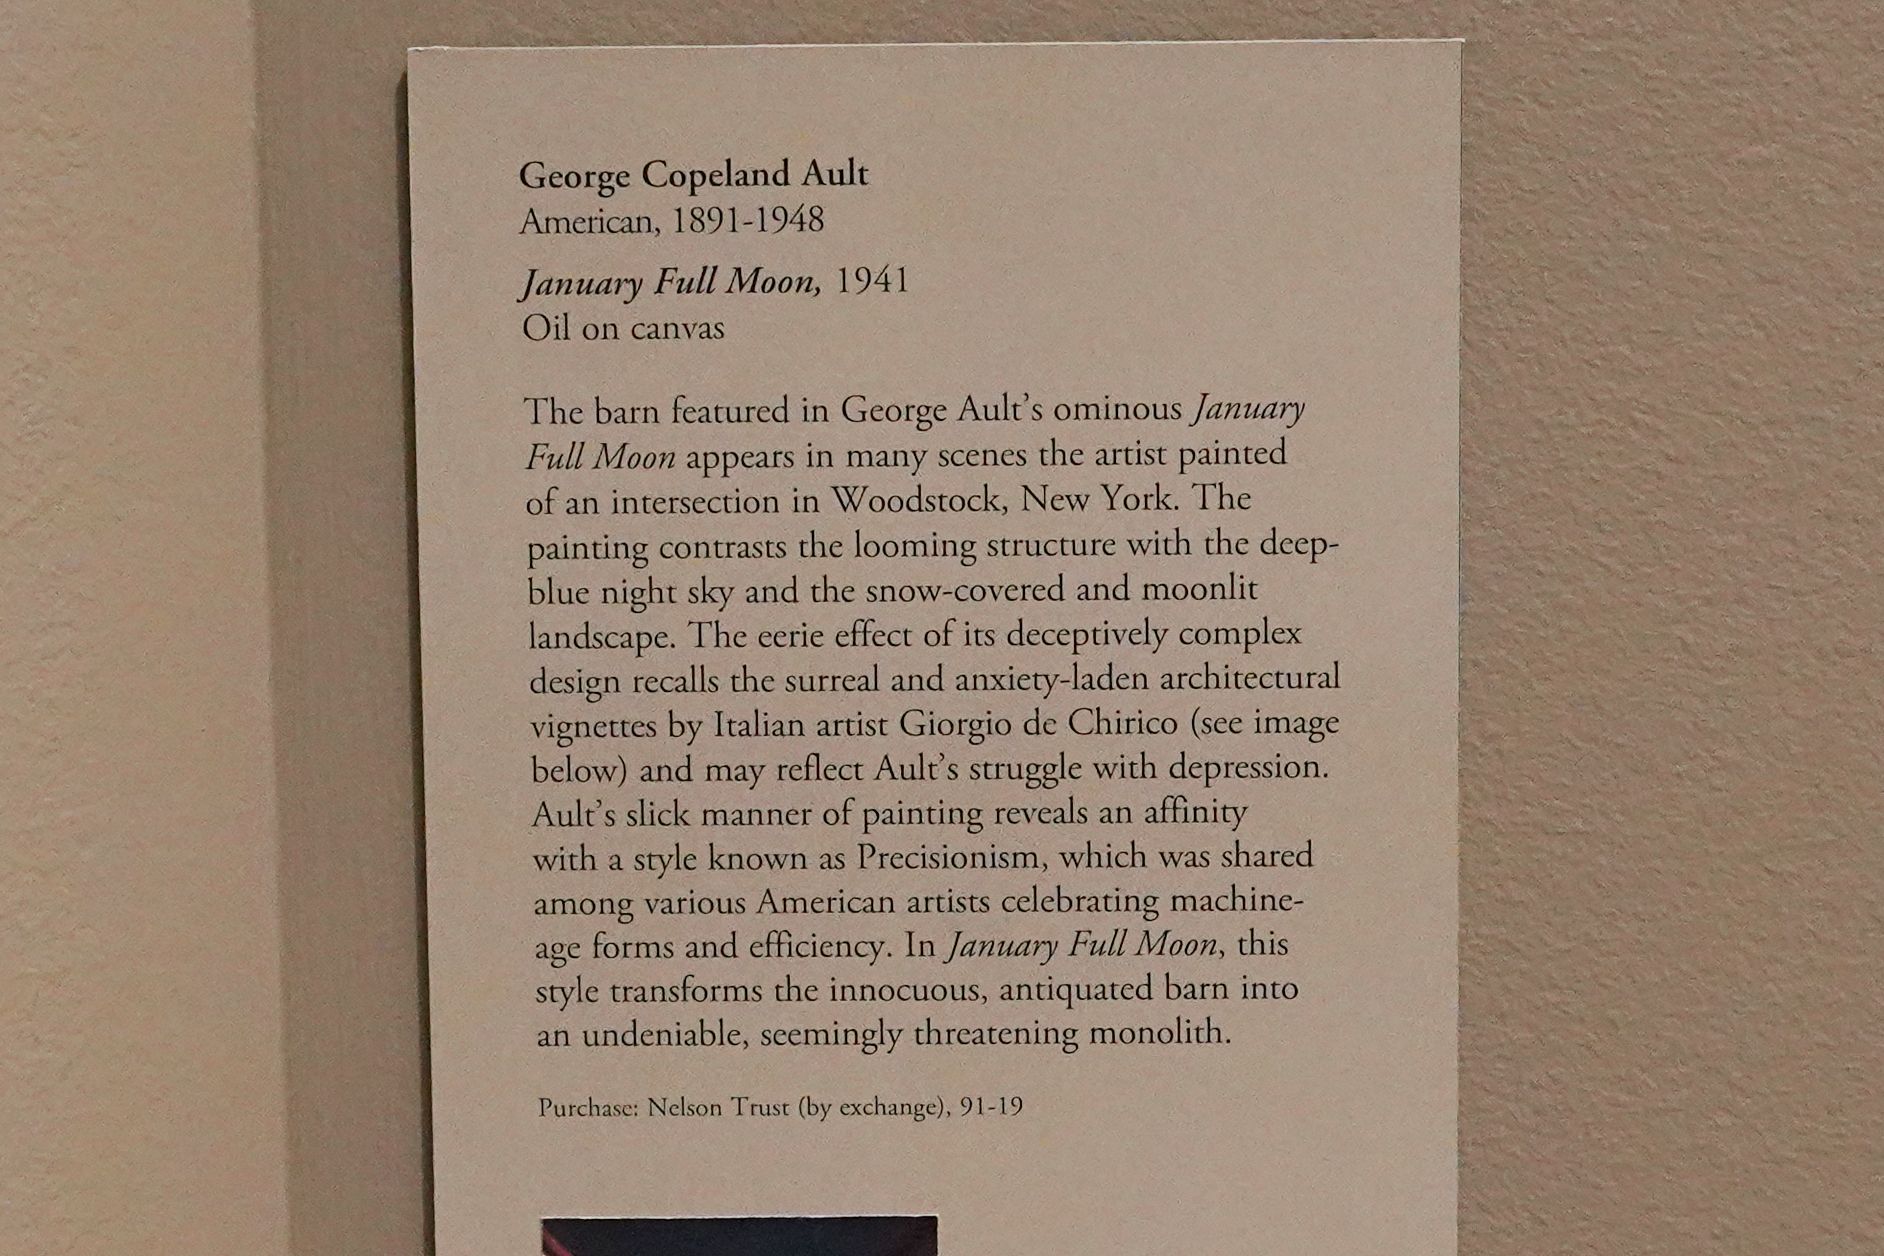 George Copeland Ault
American, 1891-1948
January Full Moon, 1941
Oil on canvas
The barn featured in George Ault's ominous January
Full Moon appears in many scenes the artist painted
of an intersection in Woodstock, New York. The
painting contrasts the looming structure with the deep-
blue night sky and the snow-covered and moonlit
landscape. The eerie effect of its deceptively complex
design recalls the surreal and anxiety-laden architectural
vignettes by Italian artist Giorgio de Chirico (see image
below) and may reflect Ault's struggle with depression.
Ault's slick manner of painting reveals an affinity
with a style known as Precisionism, which was shared
among various American artists celebrating machine-
age forms and efficiency. In January Full Moon, this
style transforms the innocuous, antiquated barn into
an undeniable, seemingly threatening monolith.
Purchase: Nelson Trust (by exchange), 91-19